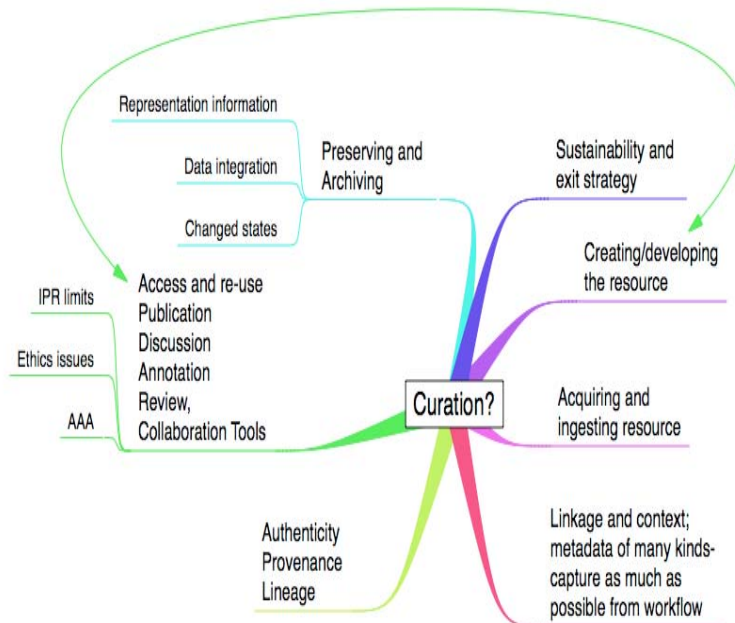 Representation information
Data integration
Changed states
Preserving and
Archiving
Sustainability and
exit strategy
Creating/developing
the resource
IPR limits
Ethics issues
AAA
Access and re-use
Publication
Discussion
Annotation
Review,
Collaboration Tools
Curation?
Acquiring and
ingesting resource
Authenticity
Provenance
Lineage
Linkage and context;
metadata of many kinds-
capture as much as
possible from workflow